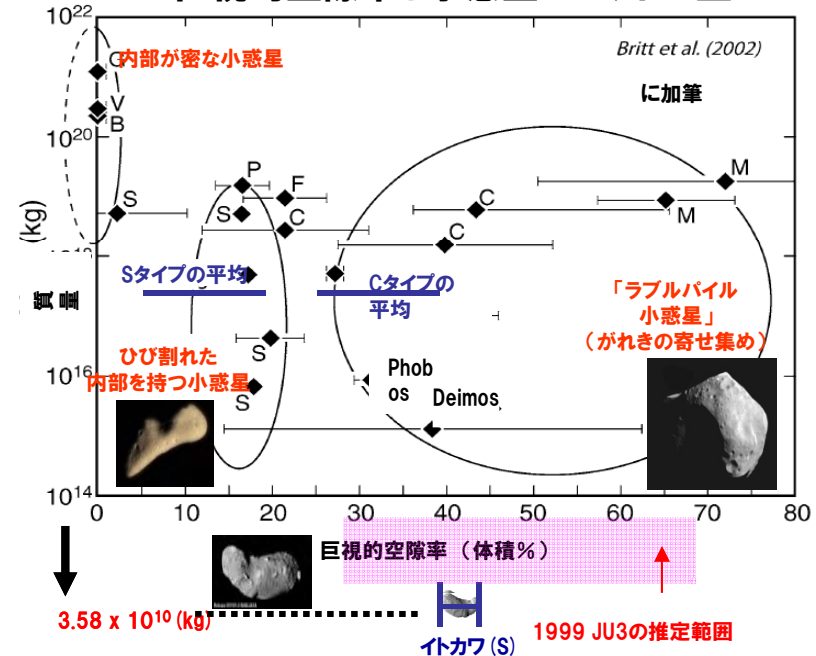 10²²
内部が密な小惑星
Britt et al. (2002)
に加筆
V
B
10²⁰
P
F
M
S
S
C
C
M
C
(kg)
Sタイプの平均
Cタイプの
平均
質量
「ラブルパイル
小惑星」
(がれきの寄せ集め)
S
ひび割れた
内部を持つ小惑星
10¹⁶
Phob
os
S
Deimos
10¹⁴
0 10 20 30 40 50 60 70 80
巨視的空隙率（体積％）
3.58 x 10¹⁰(kg)
イトカワ(S)
1999 JU3の推定範囲